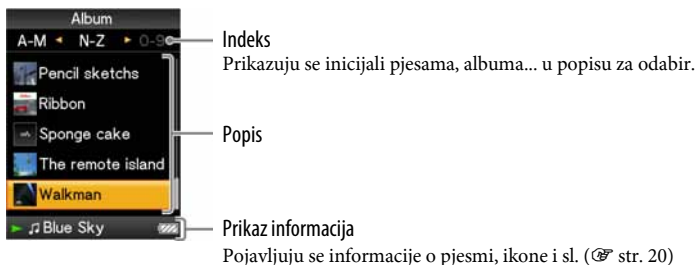 Album
A-M N-Z 0-9
Indeks
Prikazuju se inicijali pjesama, albuma... u popisu za odabir.
Pencil sketchs
Ribbon
Sponge cake
Popis
The remote island
Walkman
Blue Sky
Prikaz informacija
Pojavljuju se informacije o pjesmi, ikone i sl. (☞ str. 20)